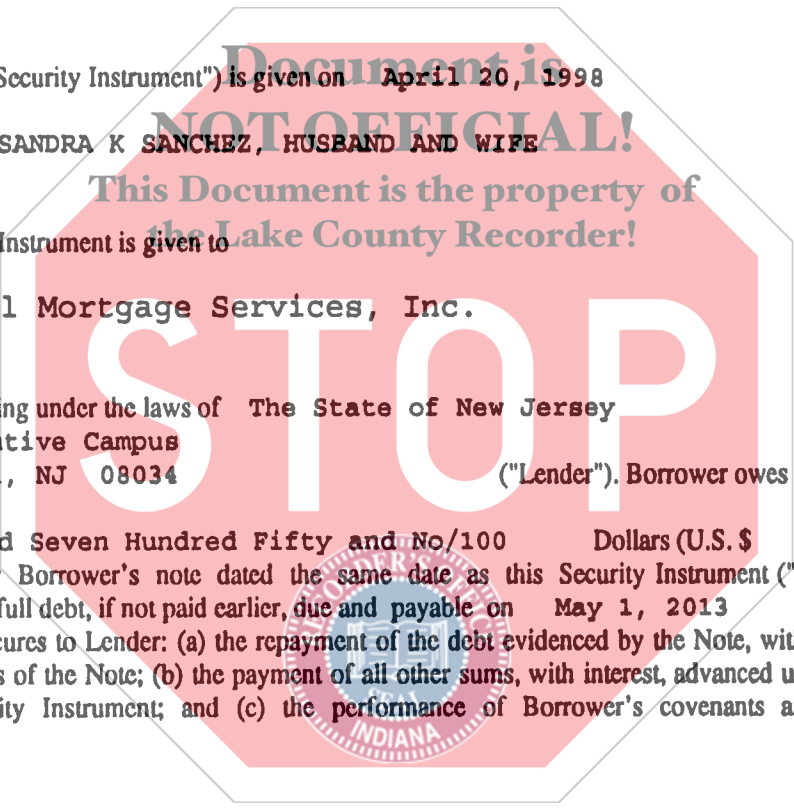 Document is
Security Instrument") is given on April 20, 1998
NOT OFFICIAL!
SANDRA K SANCHEZ, HUSBAND AND WIFE
This Document is the property of
the Lake County Recorder!
Instrument is given to
l Mortgage Services, Inc.
STOP
ing under the laws of The State of New Jersey
ative Campus
, NJ 08034 ("Lender"). Borrower owes
d Seven Hundred Fifty and No/100 Dollars (U.S. $
Borrower's note dated the same date as this Security Instrument ("
full debt, if not paid earlier, due and payable on May 1, 2013
cures to Lender: (a) the repayment of the debt evidenced by the Note, wit
s of the Note; (b) the payment of all other sums, with interest, advanced u
ity Instrument; and (c) the performance of Borrower's covenants a
SEAL
INDIANA